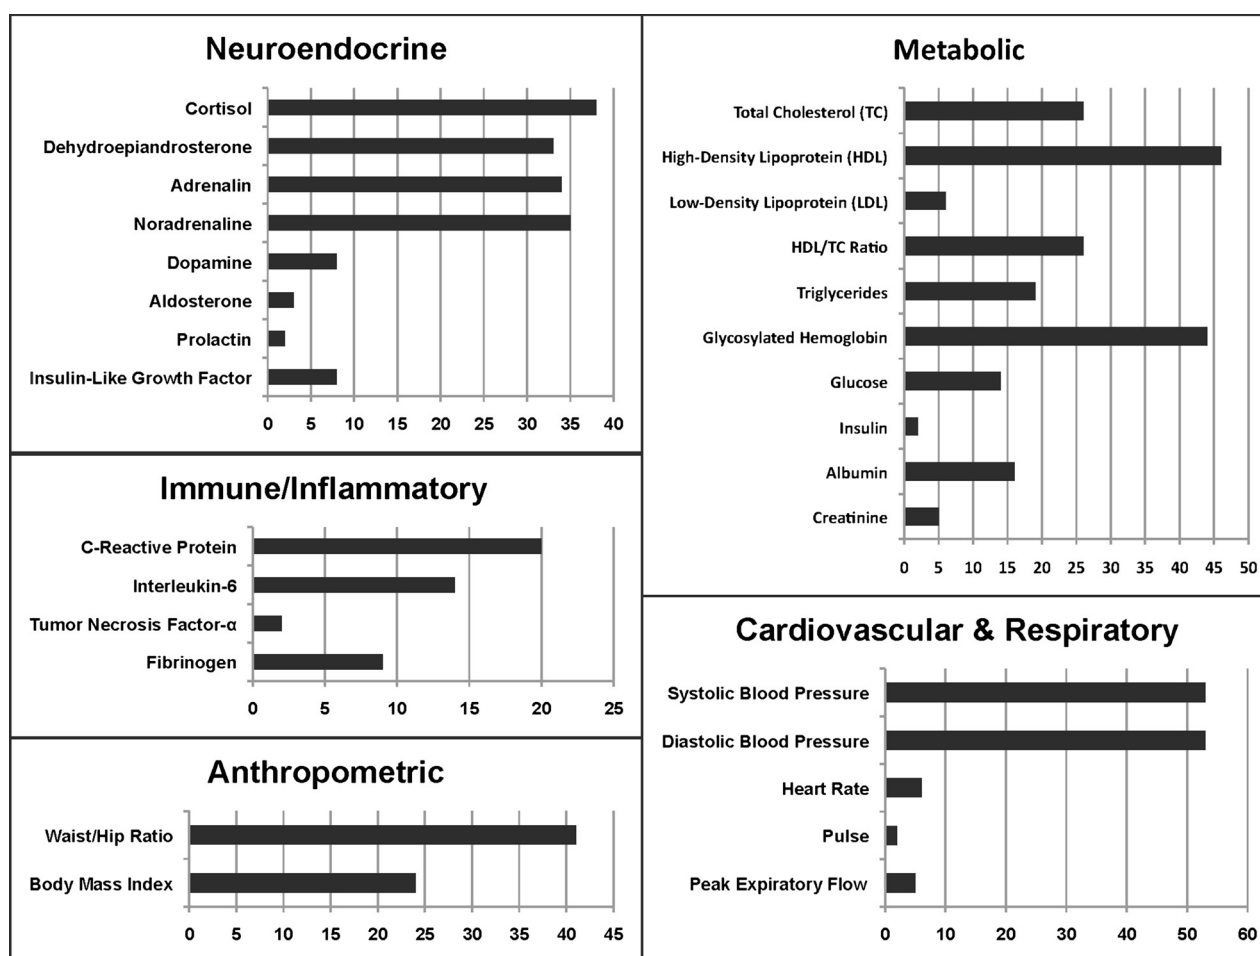 Neuroendocrine
Cortisol
Dehydroepiandrosterone
Adrenalin
Noradrenaline
Dopamine
Aldosterone
Prolactin
Insulin-Like Growth Factor
0 5 10 15 20 25 30 35 40
Immune/Inflammatory
C-Reactive Protein
Interleukin-6
Tumor Necrosis Factor-α
Fibrinogen
0 5 10 15 20 25
Anthropometric
Waist/Hip Ratio
Body Mass Index
0 5 10 15 20 25 30 35 40 45
Metabolic
Total Cholesterol (TC)
High-Density Lipoprotein (HDL)
Low-Density Lipoprotein (LDL)
HDL/TC Ratio
Triglycerides
Glycosylated Hemoglobin
Glucose
Insulin
Albumin
Creatinine
0 5 10 15 20 25 30 35 40 45 50
Cardiovascular & Respiratory
Systolic Blood Pressure
Diastolic Blood Pressure
Heart Rate
Pulse
Peak Expiratory Flow
0 10 20 30 40 50 60